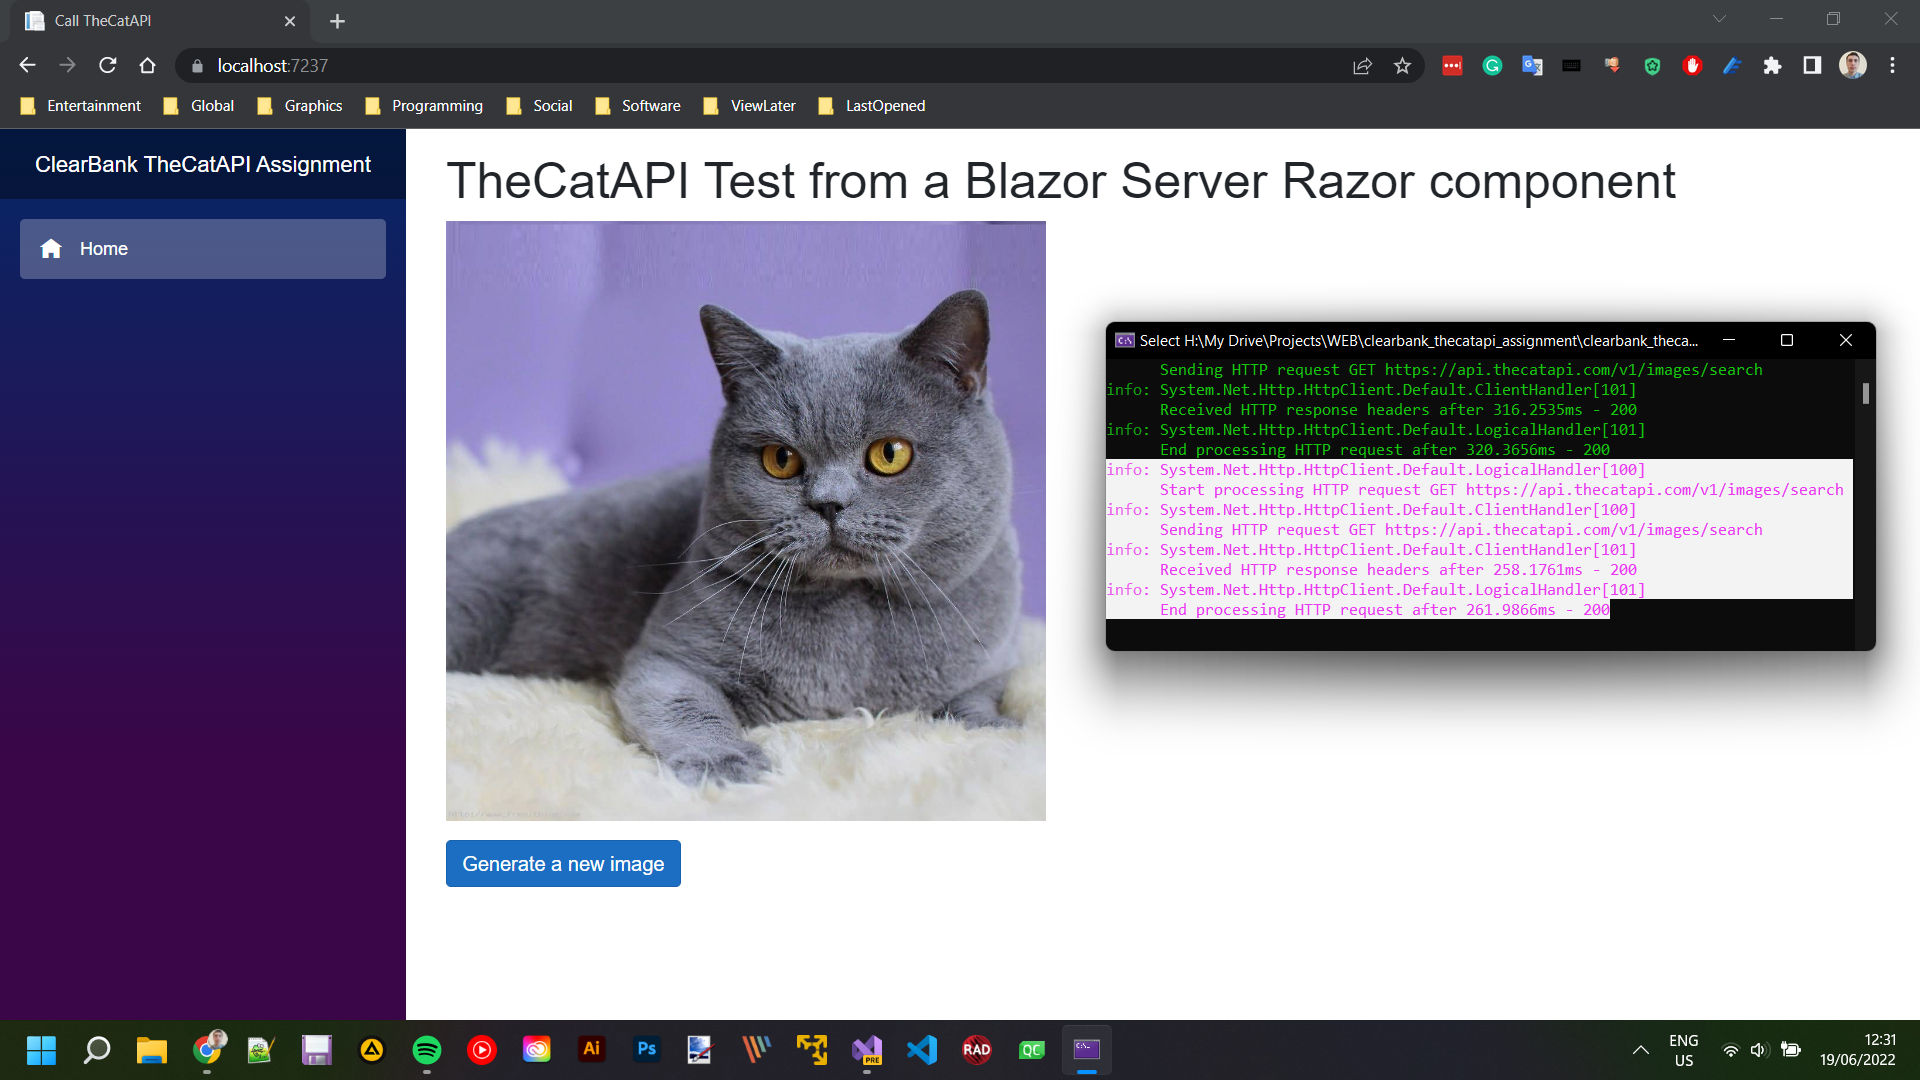 Call TheCatAPI
localhost:7237
Entertainment
Global
Graphics
Programming
Social
Software
ViewLater
LastOpened
ClearBank TheCatAPI Assignment
Home
TheCatAPI Test from a Blazor Server Razor component
Generate a new image
Select H:\My Drive\Projects\WEB\clearbank_thecatapi_assignment\clearbank_theca...
Sending HTTP request GET https://api.thecatapi.com/v1/images/search
info: System.Net.Http.HttpClient.Default.ClientHandler[101]
Received HTTP response headers after 316.2535ms - 200
info: System.Net.Http.HttpClient.Default.LogicalHandler[101]
End processing HTTP request after 320.3656ms - 200
info: System.Net.Http.HttpClient.Default.LogicalHandler[100]
Start processing HTTP request GET https://api.thecatapi.com/v1/images/search
info: System.Net.Http.HttpClient.Default.ClientHandler[100]
Sending HTTP request GET https://api.thecatapi.com/v1/images/search
info: System.Net.Http.HttpClient.Default.ClientHandler[101]
Received HTTP response headers after 258.1761ms - 200
info: System.Net.Http.HttpClient.Default.LogicalHandler[101]
End processing HTTP request after 261.9866ms - 200
Ai
Ps
PRE
RAD
QC
ENG
US
12:31
19/06/2022